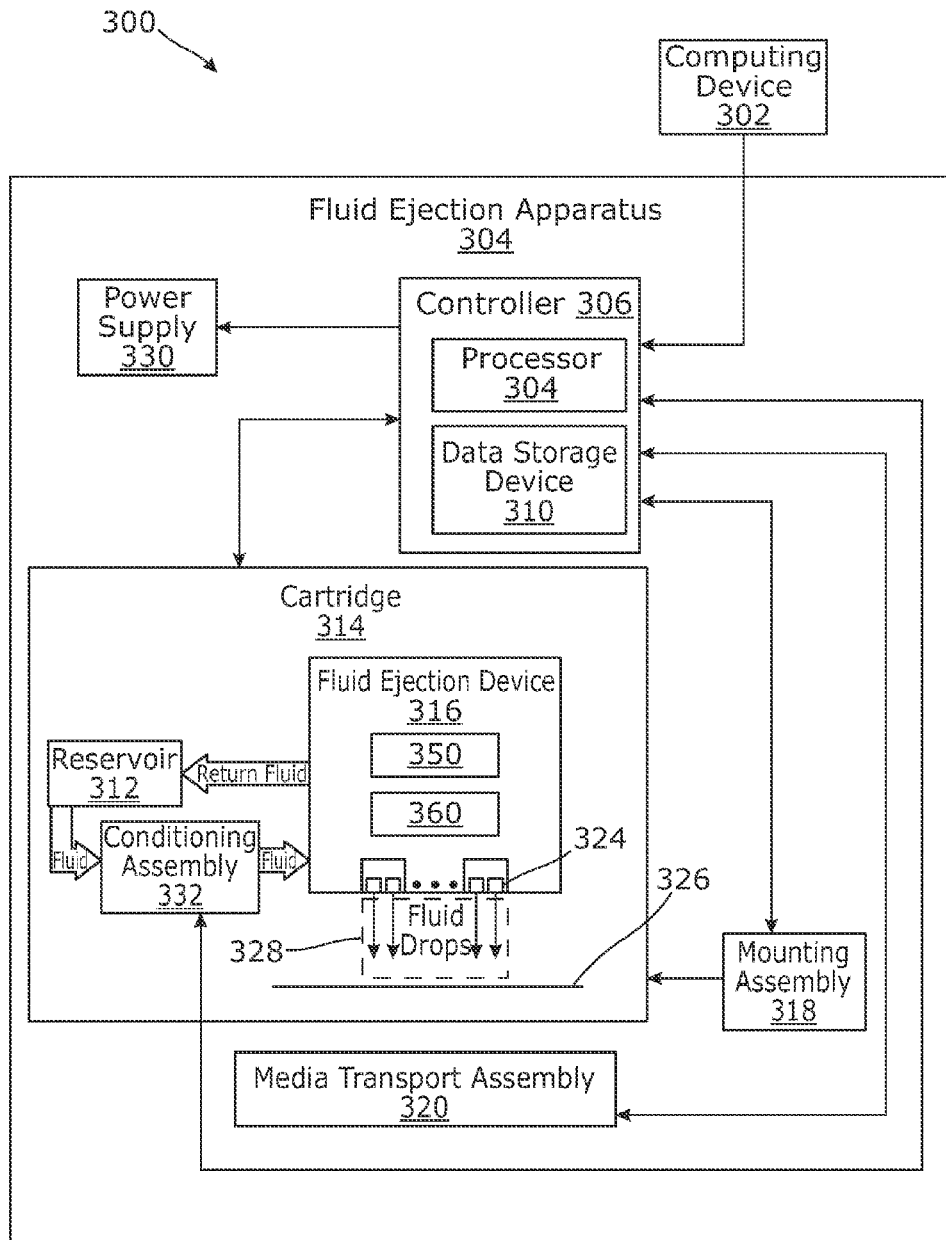 300
Computing
Device
302
Fluid Ejection Apparatus
304
Power
Supply
330
Controller 306
Processor
304
Data Storage
Device
310
Cartridge
314
Fluid Ejection Device
316
350
360
Reservoir
312
Return Fluid
Fluid
Conditioning
Assembly
332
Fluid
324
326
Fluid
Drops
328
Mounting
Assembly
318
Media Transport Assembly
320